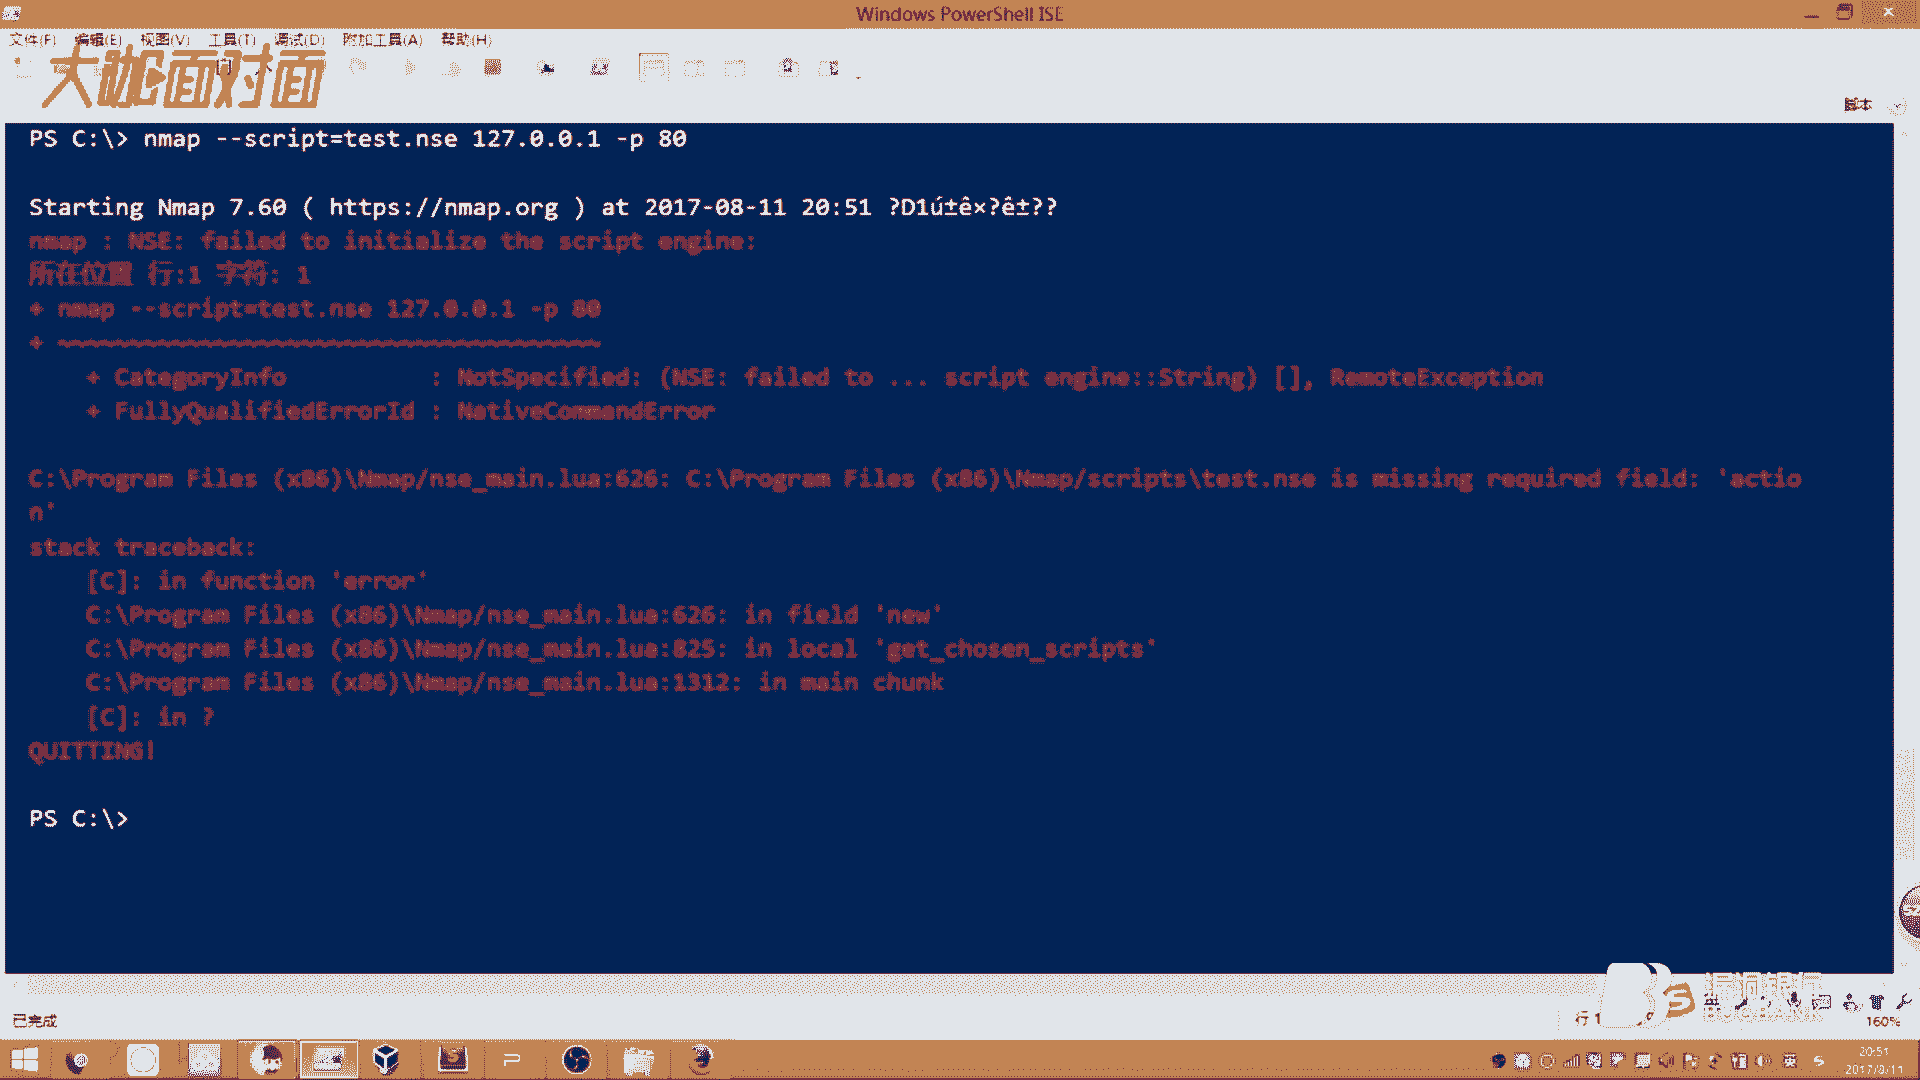 Windows PowerShell ISE
文件(F) 编辑(E) 视图(V) 工具(T) 调试(D) 附加工具(A) 帮助(H)
大咖面对面
脚本
PS C:\> nmap --script=test.nse 127.0.0.1 -p 80
Starting Nmap 7.60 ( https://nmap.org ) at 2017-08-11 20:51 ?D1ú±ê×?ê±??
nmap : NSE: failed to initialize the script engine:
所在位置 行:1 字符: 1
+ nmap --script=test.nse 127.0.0.1 -p 80
+ ~~~~~~~~~~~~~~~~~~~~~~~~~~~~~~~~~~~~~~
+ CategoryInfo : NotSpecified: (NSE: failed to ... script engine::String) [], RemoteException
+ FullyQualifiedErrorId : NativeCommandError
C:\Program Files (x86)\Nmap/nse_main.lua:626: C:\Program Files (x86)\Nmap/scripts\test.nse is missing required field: 'actio
n'
stack traceback:
[C]: in function 'error'
C:\Program Files (x86)\Nmap/nse_main.lua:626: in field 'new'
C:\Program Files (x86)\Nmap/nse_main.lua:825: in local 'get_chosen_scripts'
C:\Program Files (x86)\Nmap/nse_main.lua:1312: in main chunk
[C]: in ?
QUITTING!
PS C:\>
漏洞银行
BUGBANK
已完成
行 1
160%
20:51
2017/8/11